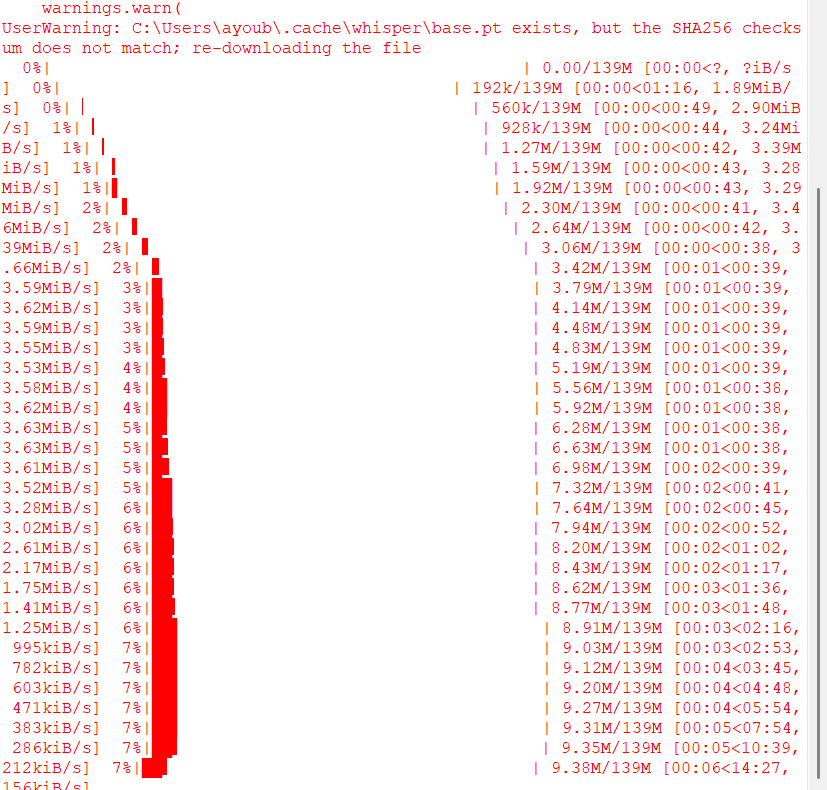 warnings.warn(
UserWarning: C:\Users\ayoub\.cache\whisper\base.pt exists, but the SHA256 checks
um does not match; re-downloading the file
0%| | 0.00/139M [00:00<?, ?iB/s
] 0%| | 192k/139M [00:00<01:16, 1.89MiB/
s] 0%| | 560k/139M [00:00<00:49, 2.90MiB
/s] 1%| | 928k/139M [00:00<00:44, 3.24Mi
B/s] 1%| | 1.27M/139M [00:00<00:42, 3.39M
iB/s] 1%| | 1.59M/139M [00:00<00:43, 3.28
MiB/s] 1%| | 1.92M/139M [00:00<00:43, 3.29
MiB/s] 2%| | 2.30M/139M [00:00<00:41, 3.4
6MiB/s] 2%| | 2.64M/139M [00:00<00:42, 3.
39MiB/s] 2%| | 3.06M/139M [00:00<00:38, 3
.66MiB/s] 2%| | 3.42M/139M [00:01<00:39,
3.59MiB/s] 3%| | 3.79M/139M [00:01<00:39,
3.62MiB/s] 3%| | 4.14M/139M [00:01<00:39,
3.59MiB/s] 3%| | 4.48M/139M [00:01<00:39,
3.55MiB/s] 3%| | 4.83M/139M [00:01<00:39,
3.53MiB/s] 4%| | 5.19M/139M [00:01<00:39,
3.58MiB/s] 4%| | 5.56M/139M [00:01<00:38,
3.62MiB/s] 4%| | 5.92M/139M [00:01<00:38,
3.63MiB/s] 5%| | 6.28M/139M [00:01<00:38,
3.63MiB/s] 5%| | 6.63M/139M [00:01<00:38,
3.61MiB/s] 5%| | 6.98M/139M [00:02<00:39,
3.52MiB/s] 5%| | 7.32M/139M [00:02<00:41,
3.28MiB/s] 6%| | 7.64M/139M [00:02<00:45,
3.02MiB/s] 6%| | 7.94M/139M [00:02<00:52,
2.61MiB/s] 6%| | 8.20M/139M [00:02<01:02,
2.17MiB/s] 6%| | 8.43M/139M [00:02<01:17,
1.75MiB/s] 6%| | 8.62M/139M [00:03<01:36,
1.41MiB/s] 6%| | 8.77M/139M [00:03<01:48,
1.25MiB/s] 6%| | 8.91M/139M [00:03<02:16,
995kiB/s] 7%| | 9.03M/139M [00:03<02:53,
782kiB/s] 7%| | 9.12M/139M [00:04<03:45,
603kiB/s] 7%| | 9.20M/139M [00:04<04:48,
471kiB/s] 7%| | 9.27M/139M [00:04<05:54,
383kiB/s] 7%| | 9.31M/139M [00:05<07:54,
286kiB/s] 7%| | 9.35M/139M [00:05<10:39,
212kiB/s] 7%| | 9.38M/139M [00:06<14:27,
156kiB/s]